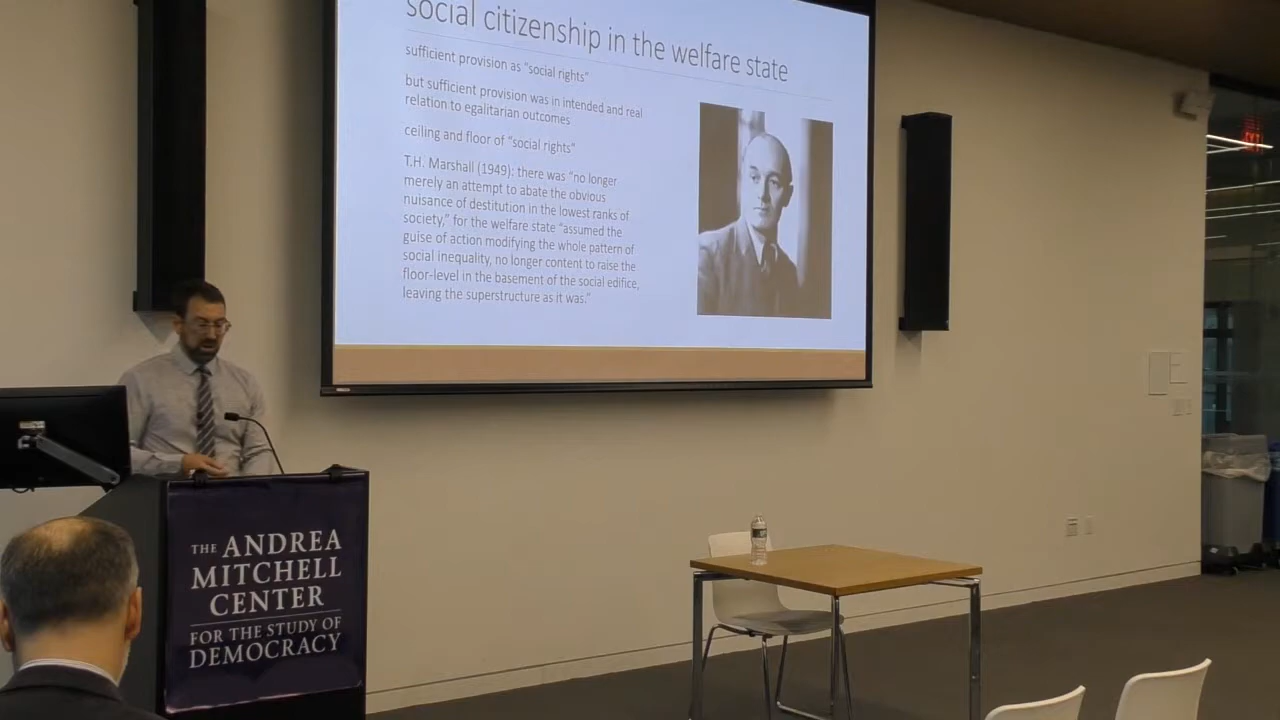 social citizenship in the welfare state
sufficient provision as "social rights"
but sufficient provision was in intended and real
relation to egalitarian outcomes
ceiling and floor of "social rights"
T.H. Marshall (1949): there was "no longer
merely an attempt to abate the obvious
nuisance of destitution in the lowest ranks of
society," for the welfare state "assumed the
guise of action modifying the whole pattern of
social inequality, no longer content to raise the
floor-level in the basement of the social edifice,
leaving the superstructure as it was."
THE ANDREA
MITCHELL
CENTER
FOR THE STUDY OF
DEMOCRACY